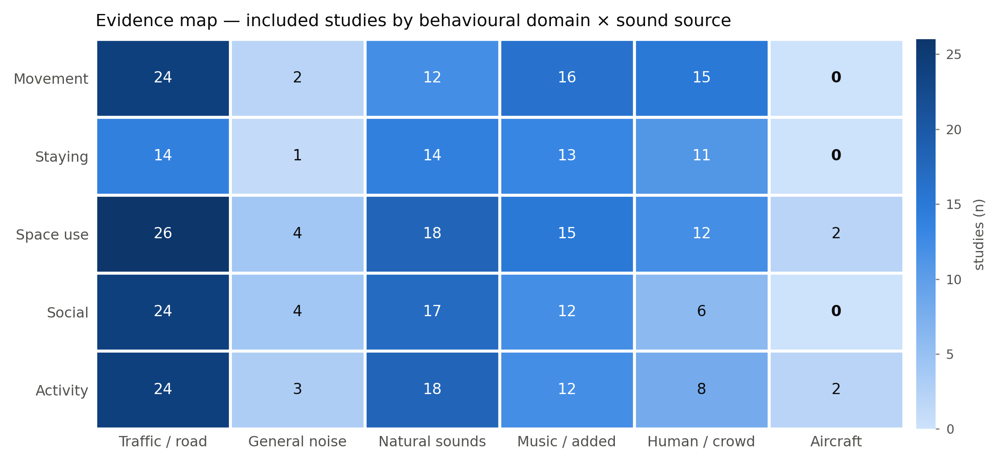 Evidence map — included studies by behavioural domain × sound source
Movement 24 2 12 16 15 0
Staying 14 1 14 13 11 0
Space use 26 4 18 15 12 2
Social 24 4 17 12 6 0
Activity 24 3 18 12 8 2
Traffic / road General noise Natural sounds Music / added Human / crowd Aircraft
25
20
15
10
5
0
studies (n)